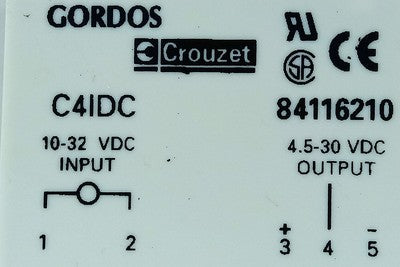 GORDOS
Crouzet
C4IDC
84116210
10-32 VDC
INPUT
4.5-30 VDC
OUTPUT
1 2
+ -
3 4 5